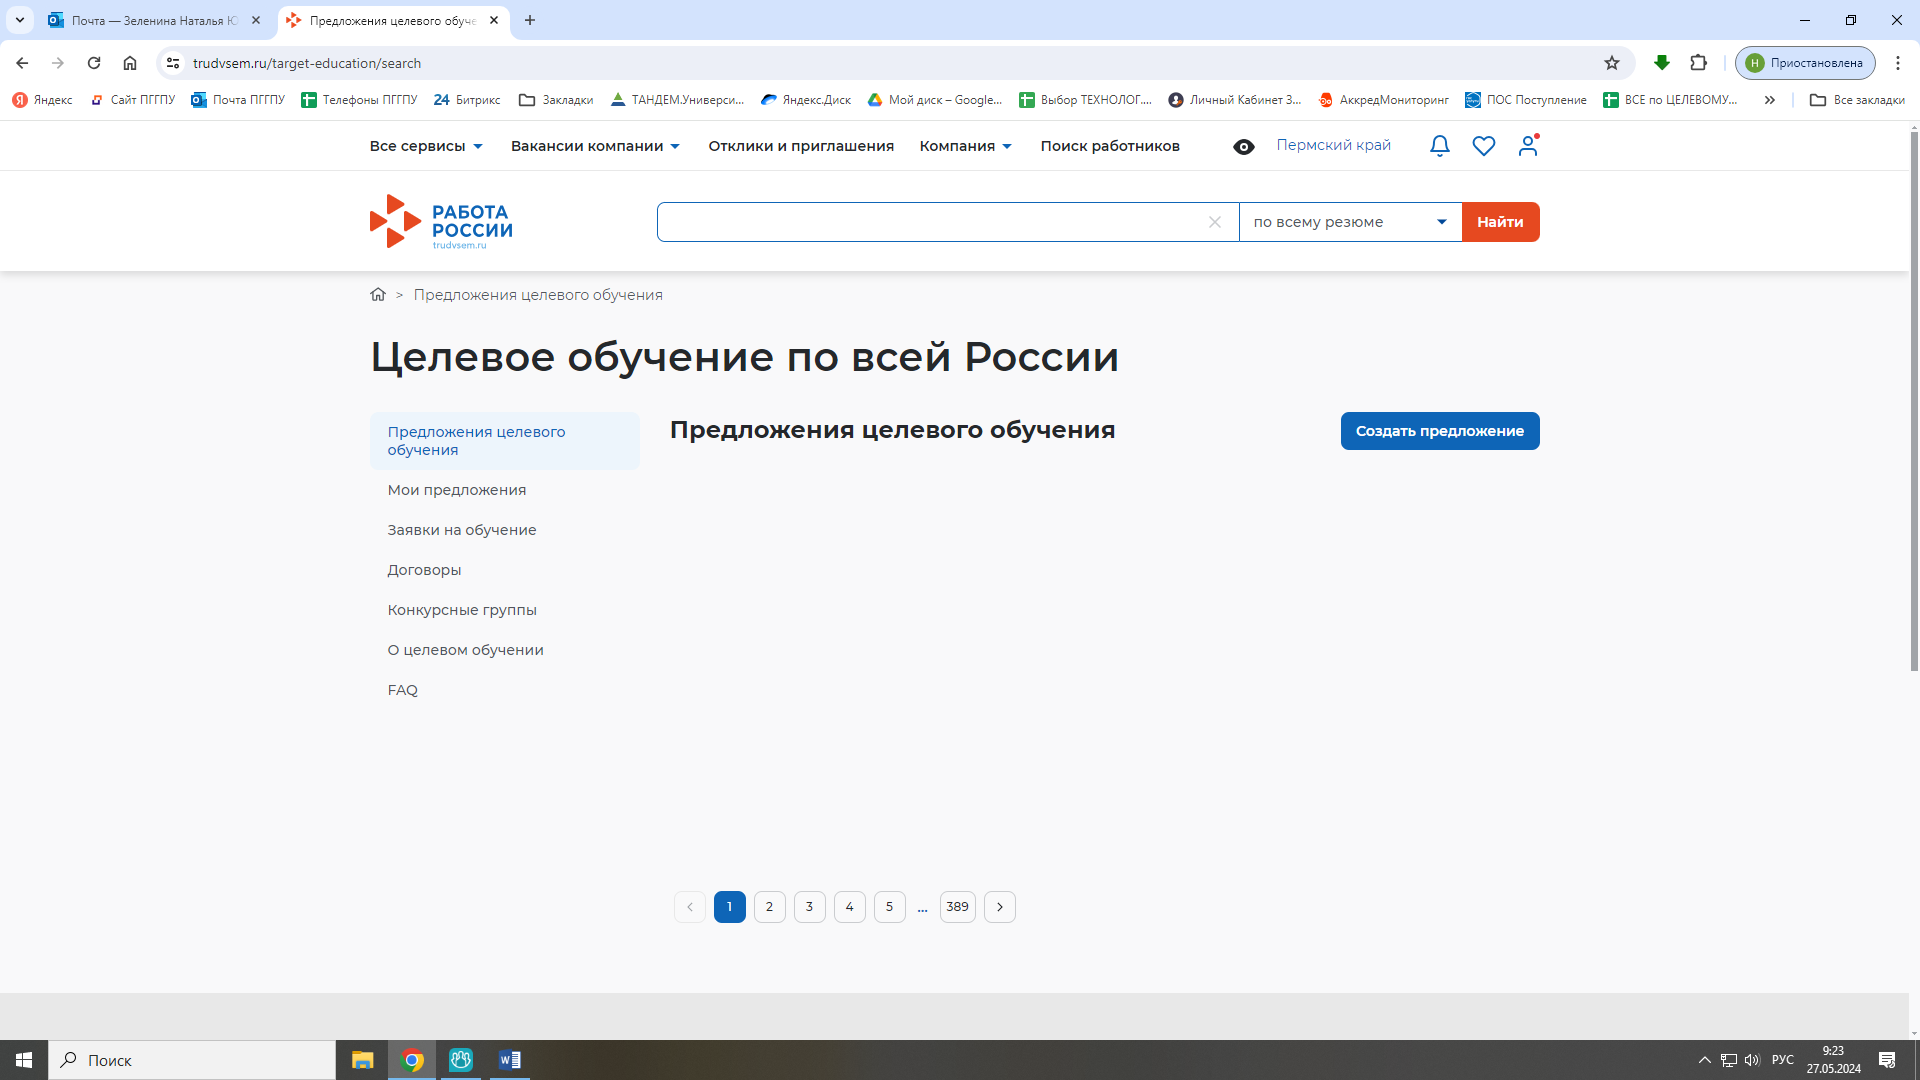 Почта — Зеленина Наталья Ю
Предложения целевого обуче
trudvsem.ru/target-education/search
Н Приостановлена
Яндекс
Сайт ПГГПУ
Почта ПГГПУ
Телефоны ПГГПУ
24 Битрикс
Закладки
ТАНДЕМ.Универси...
Яндекс.Диск
Мой диск – Google...
Выбор ТЕХНОЛОГ....
Личный Кабинет З...
АккредМониторинг
ПОС Поступление
ВСЕ по ЦЕЛЕВОМУ...
Все закладки
Все сервисы
Вакансии компании
Отклики и приглашения
Компания
Поиск работников
Пермский край
РАБОТА
РОССИИ
trudvsem.ru
по всему резюме
Найти
> Предложения целевого обучения
Целевое обучение по всей России
Предложения целевого
обучения
Мои предложения
Заявки на обучение
Договоры
Конкурсные группы
О целевом обучении
FAQ
Предложения целевого обучения
Создать предложение
1 2 3 4 5 ... 389
Поиск
РУС
9:23
27.05.2024